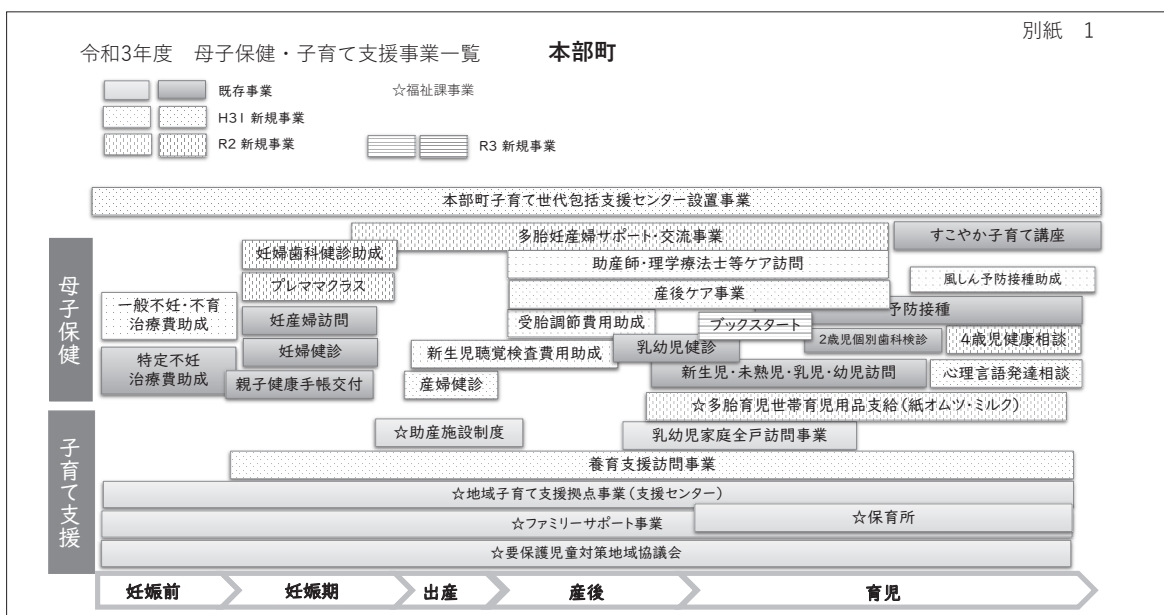 別紙 1
令和3年度 母子保健・子育て支援事業一覧 本部町
既存事業 ☆福祉課事業
H31 新規事業
R2 新規事業 R3 新規事業
本部町子育て世代包括支援センター設置事業
母子保健
多胎妊産婦サポート・交流事業
すこやか子育て講座
妊婦歯科健診助成
助産師・理学療法士等ケア訪問
風しん予防接種助成
プレママクラス
産後ケア事業
一般不妊・不育
治療費助成
妊産婦訪問
受胎調節費用助成
ブックスタート
予防接種
特定不妊
治療費助成
妊婦健診
新生児聴覚検査費用助成
乳幼児健診
2歳児個別歯科検診
4歳児健康相談
親子健康手帳交付
産婦健診
新生児・未熟児・乳児・幼児訪問
心理言語発達相談
☆多胎育児世帯育児用品支給(紙オムツ・ミルク)
子育て支援
☆助産施設制度
乳幼児家庭全戸訪問事業
養育支援訪問事業
☆地域子育て支援拠点事業(支援センター)
☆ファミリーサポート事業
☆保育所
☆要保護児童対策地域協議会
妊娠前 妊娠期 出産 産後 育児